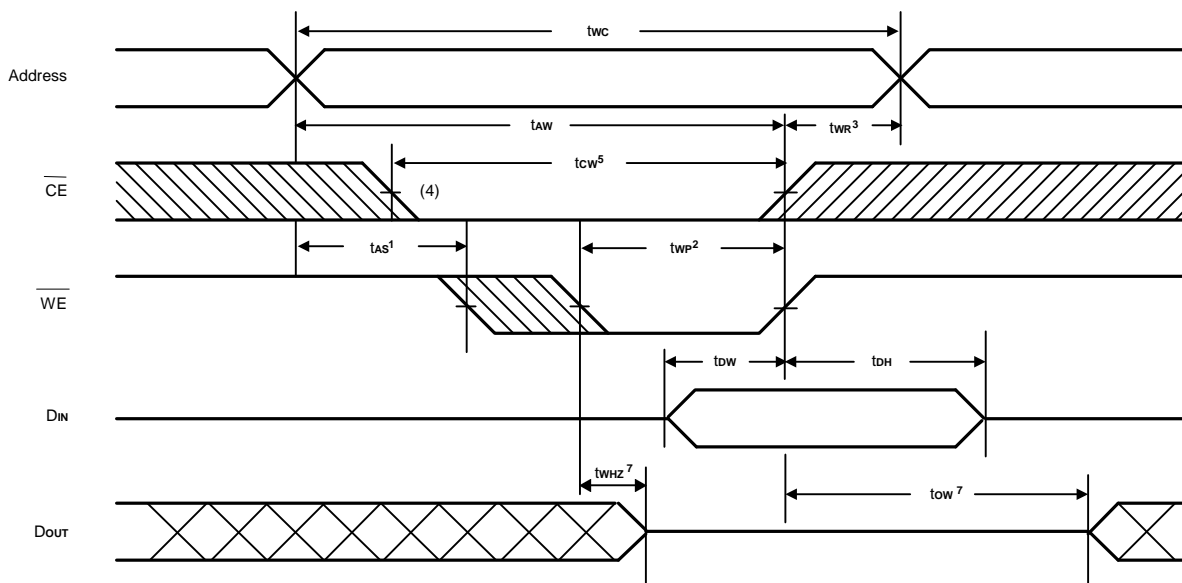 tWC
Address
tAW
tWR3
tCW5
CE
(4)
tAS1
tWP2
WE
tDW
tDH
DIN
tWHZ7
tOW7
DOUT